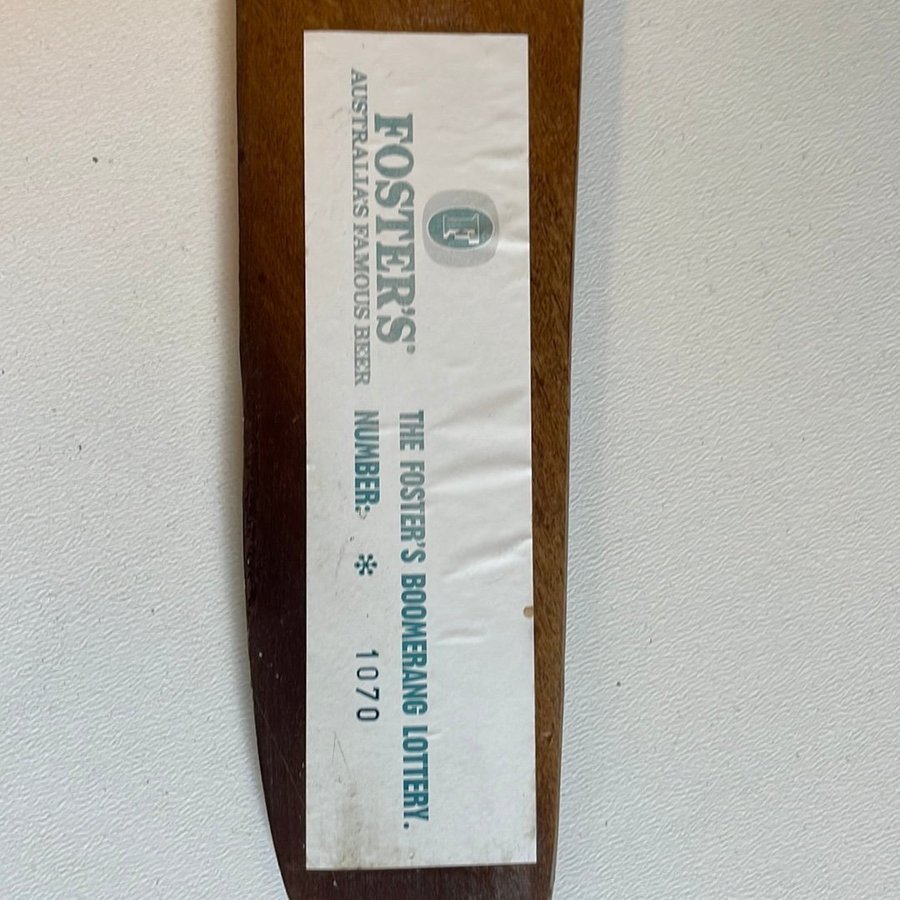 F
FOSTER'S®
AUSTRALIA'S FAMOUS BEER
THE FOSTER'S BOOMERANG LOTTERY.
NUMBER: * 1070